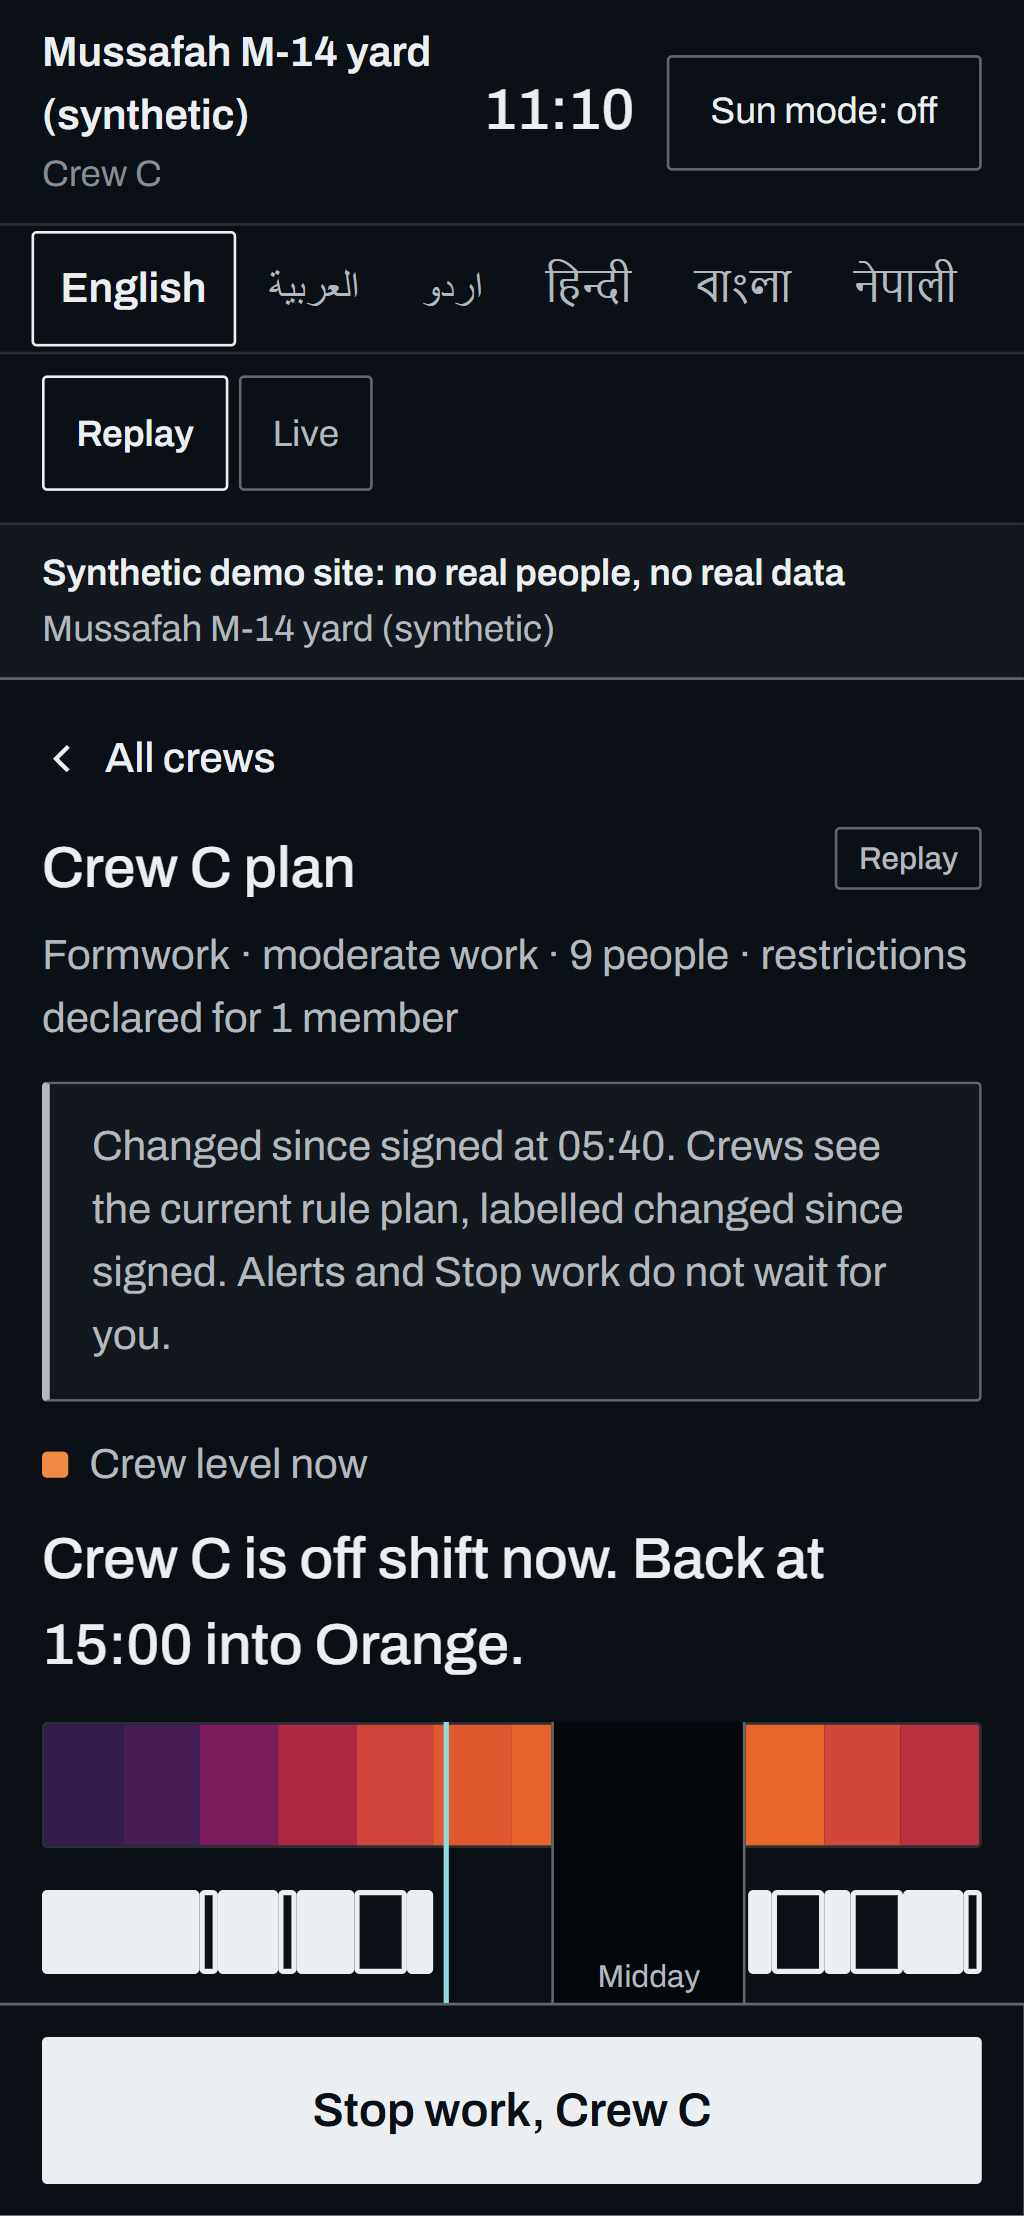 Mussafah M-14 yard
(synthetic)
Crew C
11:10
Sun mode: off
English العربية اردو हिन्दी বাংলা नेपाली
Replay Live
Synthetic demo site: no real people, no real data
Mussafah M-14 yard (synthetic)
All crews
Crew C plan
Replay
Formwork · moderate work · 9 people · restrictions
declared for 1 member
Changed since signed at 05:40. Crews see
the current rule plan, labelled changed since
signed. Alerts and Stop work do not wait for
you.
Crew level now
Crew C is off shift now. Back at
15:00 into Orange.
Midday
Stop work, Crew C